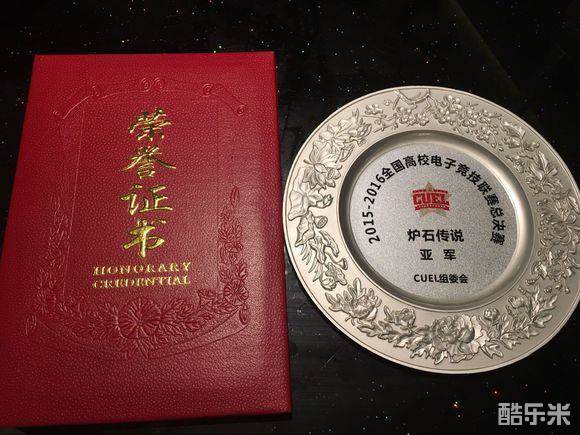 荣誉证书
HONORARY
CREDENTIAL
2015-2016全国高校电子竞技联赛总决赛
CUEL
炉石传说
亚军
CUEL组委会
酷乐米